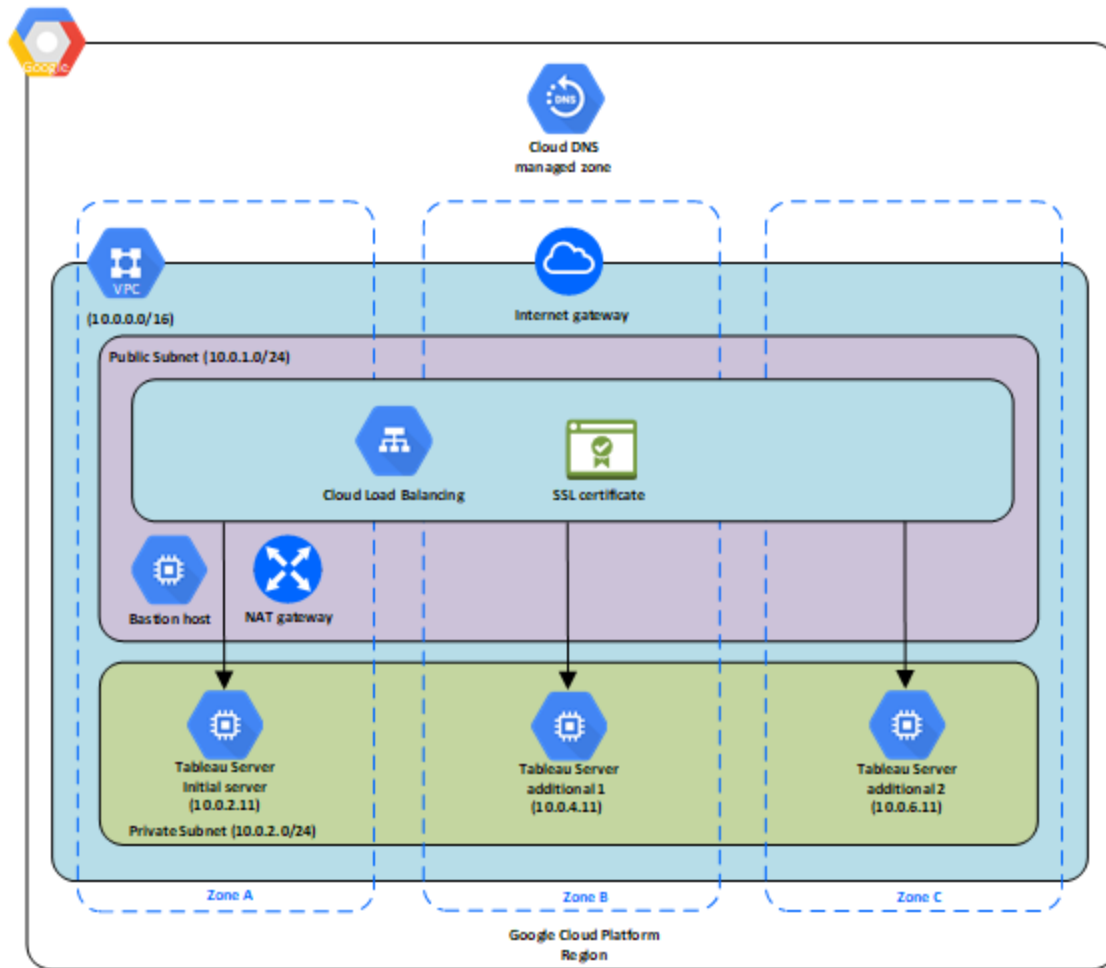 Google
DNS
Cloud DNS
managed zone
VPC
(10.0.0.0/16)
Internet gateway
Public Subnet (10.0.1.0/24)
Cloud Load Balancing
SSL certificate
Bastion host
NAT gateway
Tableau Server
Initial server
(10.0.2.11)
Tableau Server
additional 1
(10.0.4.11)
Tableau Server
additional 2
(10.0.6.11)
Private Subnet (10.0.2.0/24)
Zone A
Zone B
Zone C
Google Cloud Platform
Region